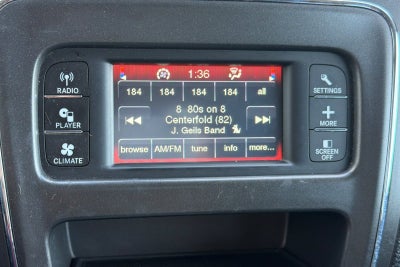 1:36
RADIO
184 184 184 184 all
SETTINGS
8 80s on 8
PLAYER
Centerfold (82)
MORE
J. Geils Band
CLIMATE
browse AM/FM tune info more...
SCREEN
OFF